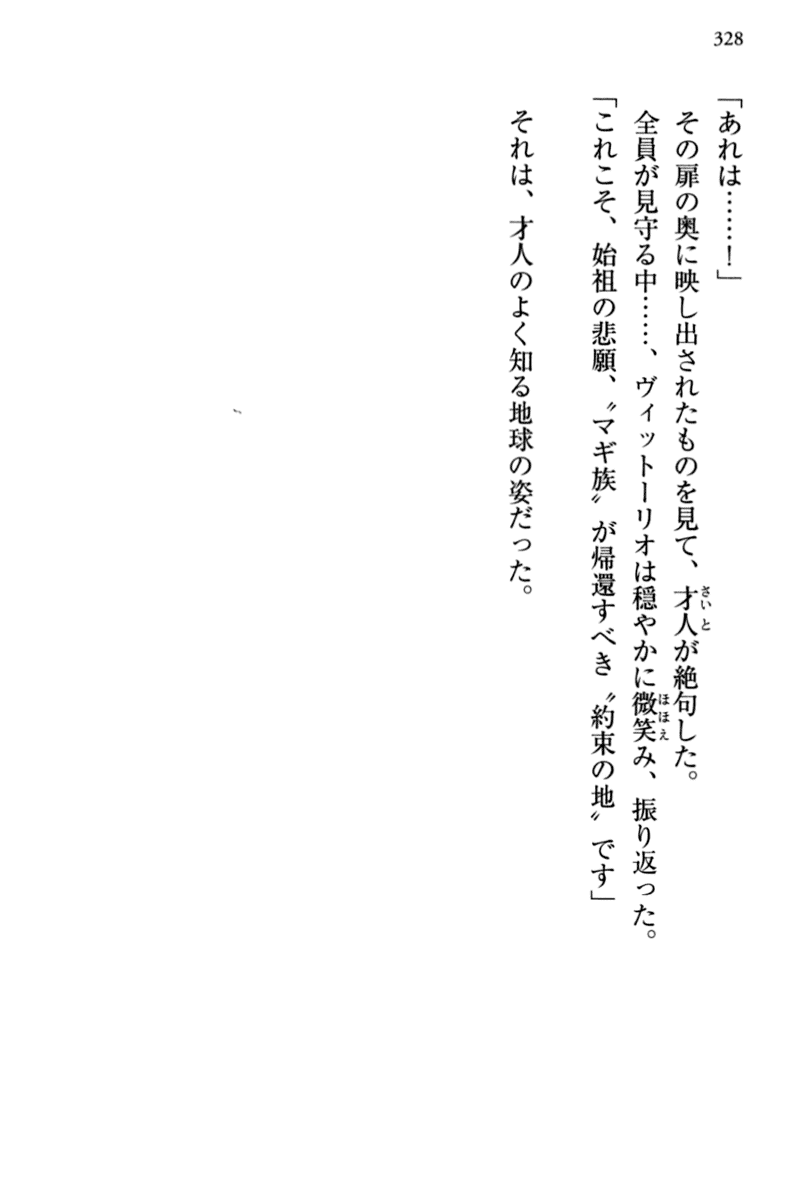 328
「あれは……！」
その扉の奥に映し出されたものを見て、才人が絶句した。
全員が見守る中……、ヴィットーリオは穏やかに微笑み、振り返った。
「これこそ、始祖の悲願、〝マギ族〟が帰還すべき〝約束の地〟です」
それは、才人のよく知る地球の姿だった。